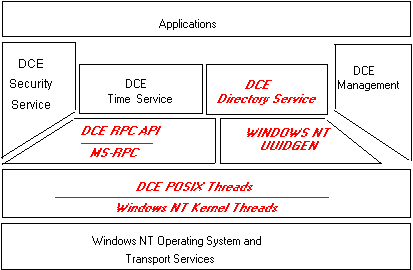 Applications
DCE
Security
Service
DCE
Time Service
DCE
Directory Service
DCE
Management
DCE RPC API
MS-RPC
WINDOWS NT
UUIDGEN
DCE POSIX Threads
Windows NT Kernel Threads
Windows NT Operating System and
Transport Services